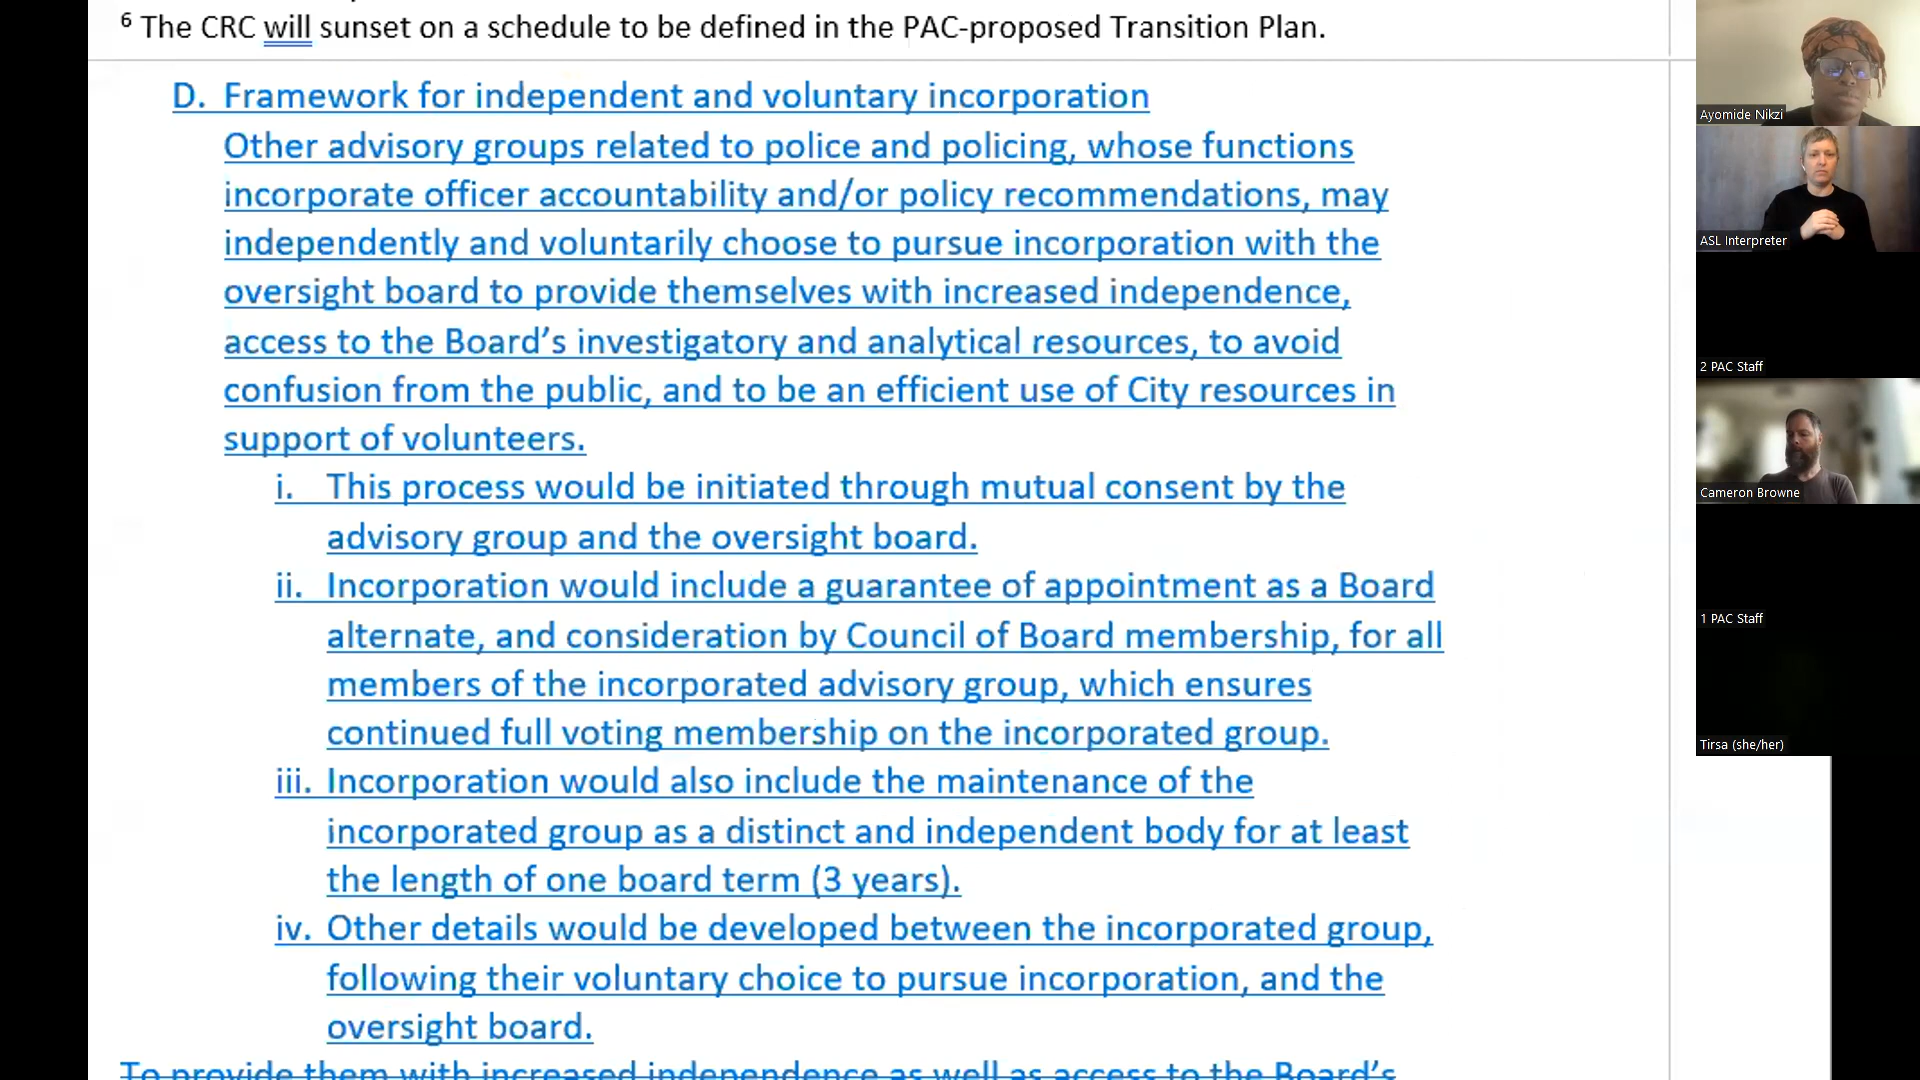 ⁶ The CRC will sunset on a schedule to be defined in the PAC-proposed Transition Plan.
D. Framework for independent and voluntary incorporation
Other advisory groups related to police and policing, whose functions
incorporate officer accountability and/or policy recommendations, may
independently and voluntarily choose to pursue incorporation with the
oversight board to provide themselves with increased independence,
access to the Board’s investigatory and analytical resources, to avoid
confusion from the public, and to be an efficient use of City resources in
support of volunteers.
i. This process would be initiated through mutual consent by the
advisory group and the oversight board.
ii. Incorporation would include a guarantee of appointment as a Board
alternate, and consideration by Council of Board membership, for all
members of the incorporated advisory group, which ensures
continued full voting membership on the incorporated group.
iii. Incorporation would also include the maintenance of the
incorporated group as a distinct and independent body for at least
the length of one board term (3 years).
iv. Other details would be developed between the incorporated group,
following their voluntary choice to pursue incorporation, and the
oversight board.
To provide them with increased independence as well as access to the Board’s
Ayomide Nikzi
ASL Interpreter
2 PAC Staff
Cameron Browne
1 PAC Staff
Tirsa (she/her)